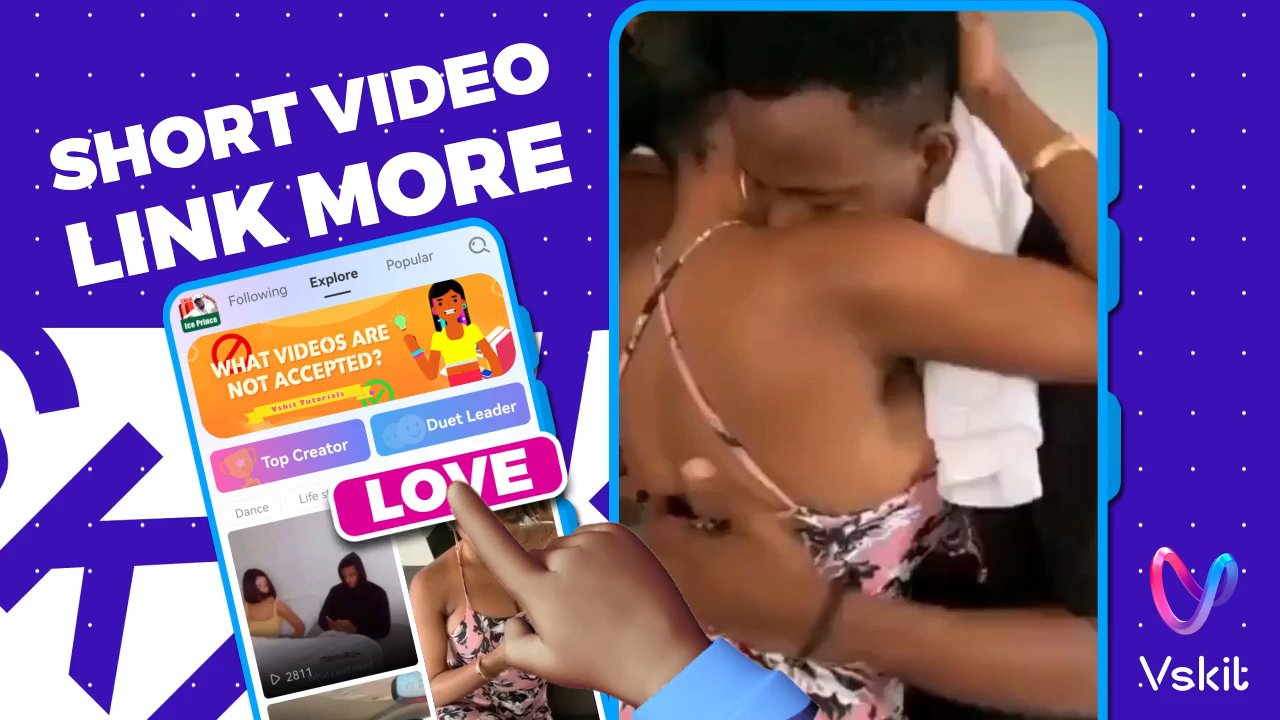 SHORT VIDEO
LINK MORE
Following
Explore
Popular
Ice Prince
WHAT VIDEOS ARE
NOT ACCEPTED?
Vskit Tutorials
Top Creator
Duet Leader
LOVE
Dance
Life
2811
Vskit